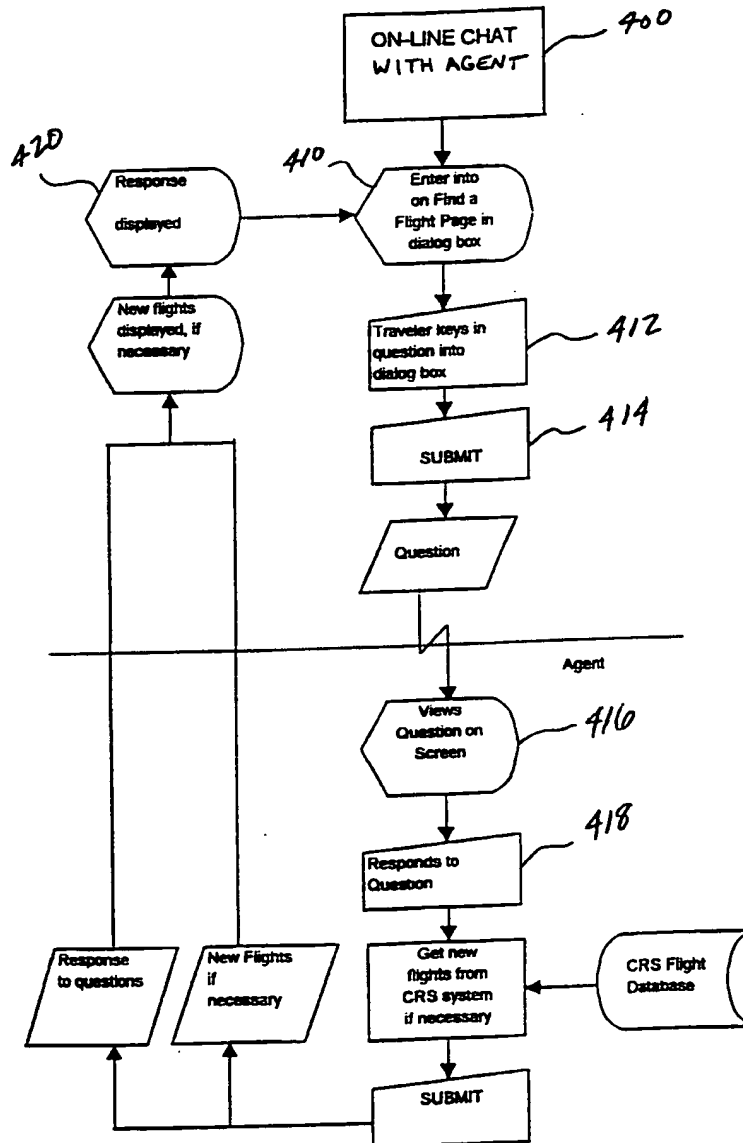 ON-LINE CHAT
WITH AGENT
400
420
Response
displayed
410
Enter into
on Find a
Flight Page in
dialog box
New flights
displayed, if
necessary
Traveler keys in
question into
dialog box
412
SUBMIT
414
Question
Agent
Views
Question on
Screen
416
Responds to
Question
418
Response
to questions
New Flights
if
necessary
Get new
flights from
CRS system
if necessary
CRS Flight
Database
SUBMIT